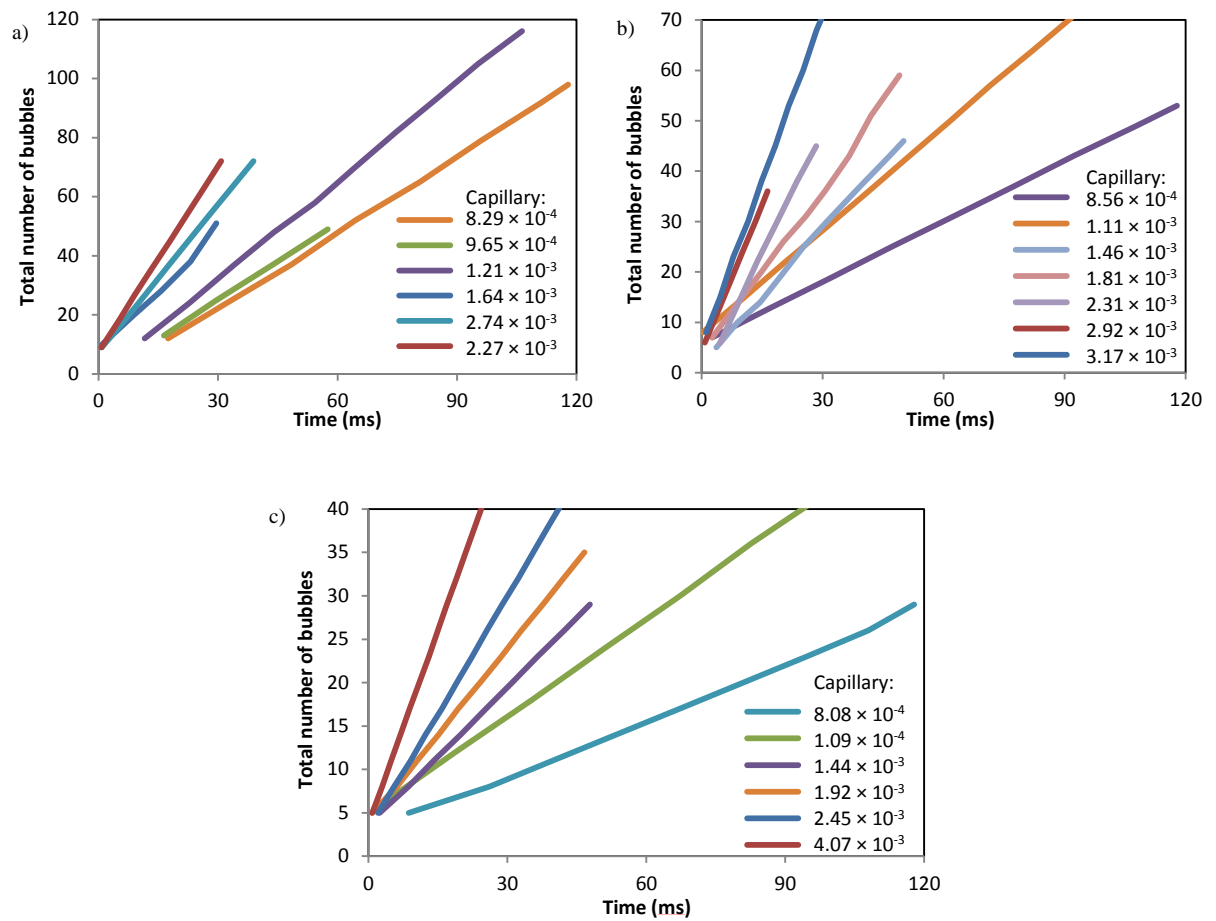 a)
Total number of bubbles
120
100
80
60
40
20
0
0 30 60 90 120
Time (ms)
Capillary:
8.29 × 10⁻⁴
9.65 × 10⁻⁴
1.21 × 10⁻³
1.64 × 10⁻³
2.74 × 10⁻³
2.27 × 10⁻³
b)
Total number of bubbles
70
60
50
40
30
20
10
0
0 30 60 90 120
Time (ms)
Capillary:
8.56 × 10⁻⁴
1.11 × 10⁻³
1.46 × 10⁻³
1.81 × 10⁻³
2.31 × 10⁻³
2.92 × 10⁻³
3.17 × 10⁻³
c)
Total number of bubbles
40
35
30
25
20
15
10
5
0
0 30 60 90 120
Time (ms)
Capillary:
8.08 × 10⁻⁴
1.09 × 10⁻⁴
1.44 × 10⁻³
1.92 × 10⁻³
2.45 × 10⁻³
4.07 × 10⁻³